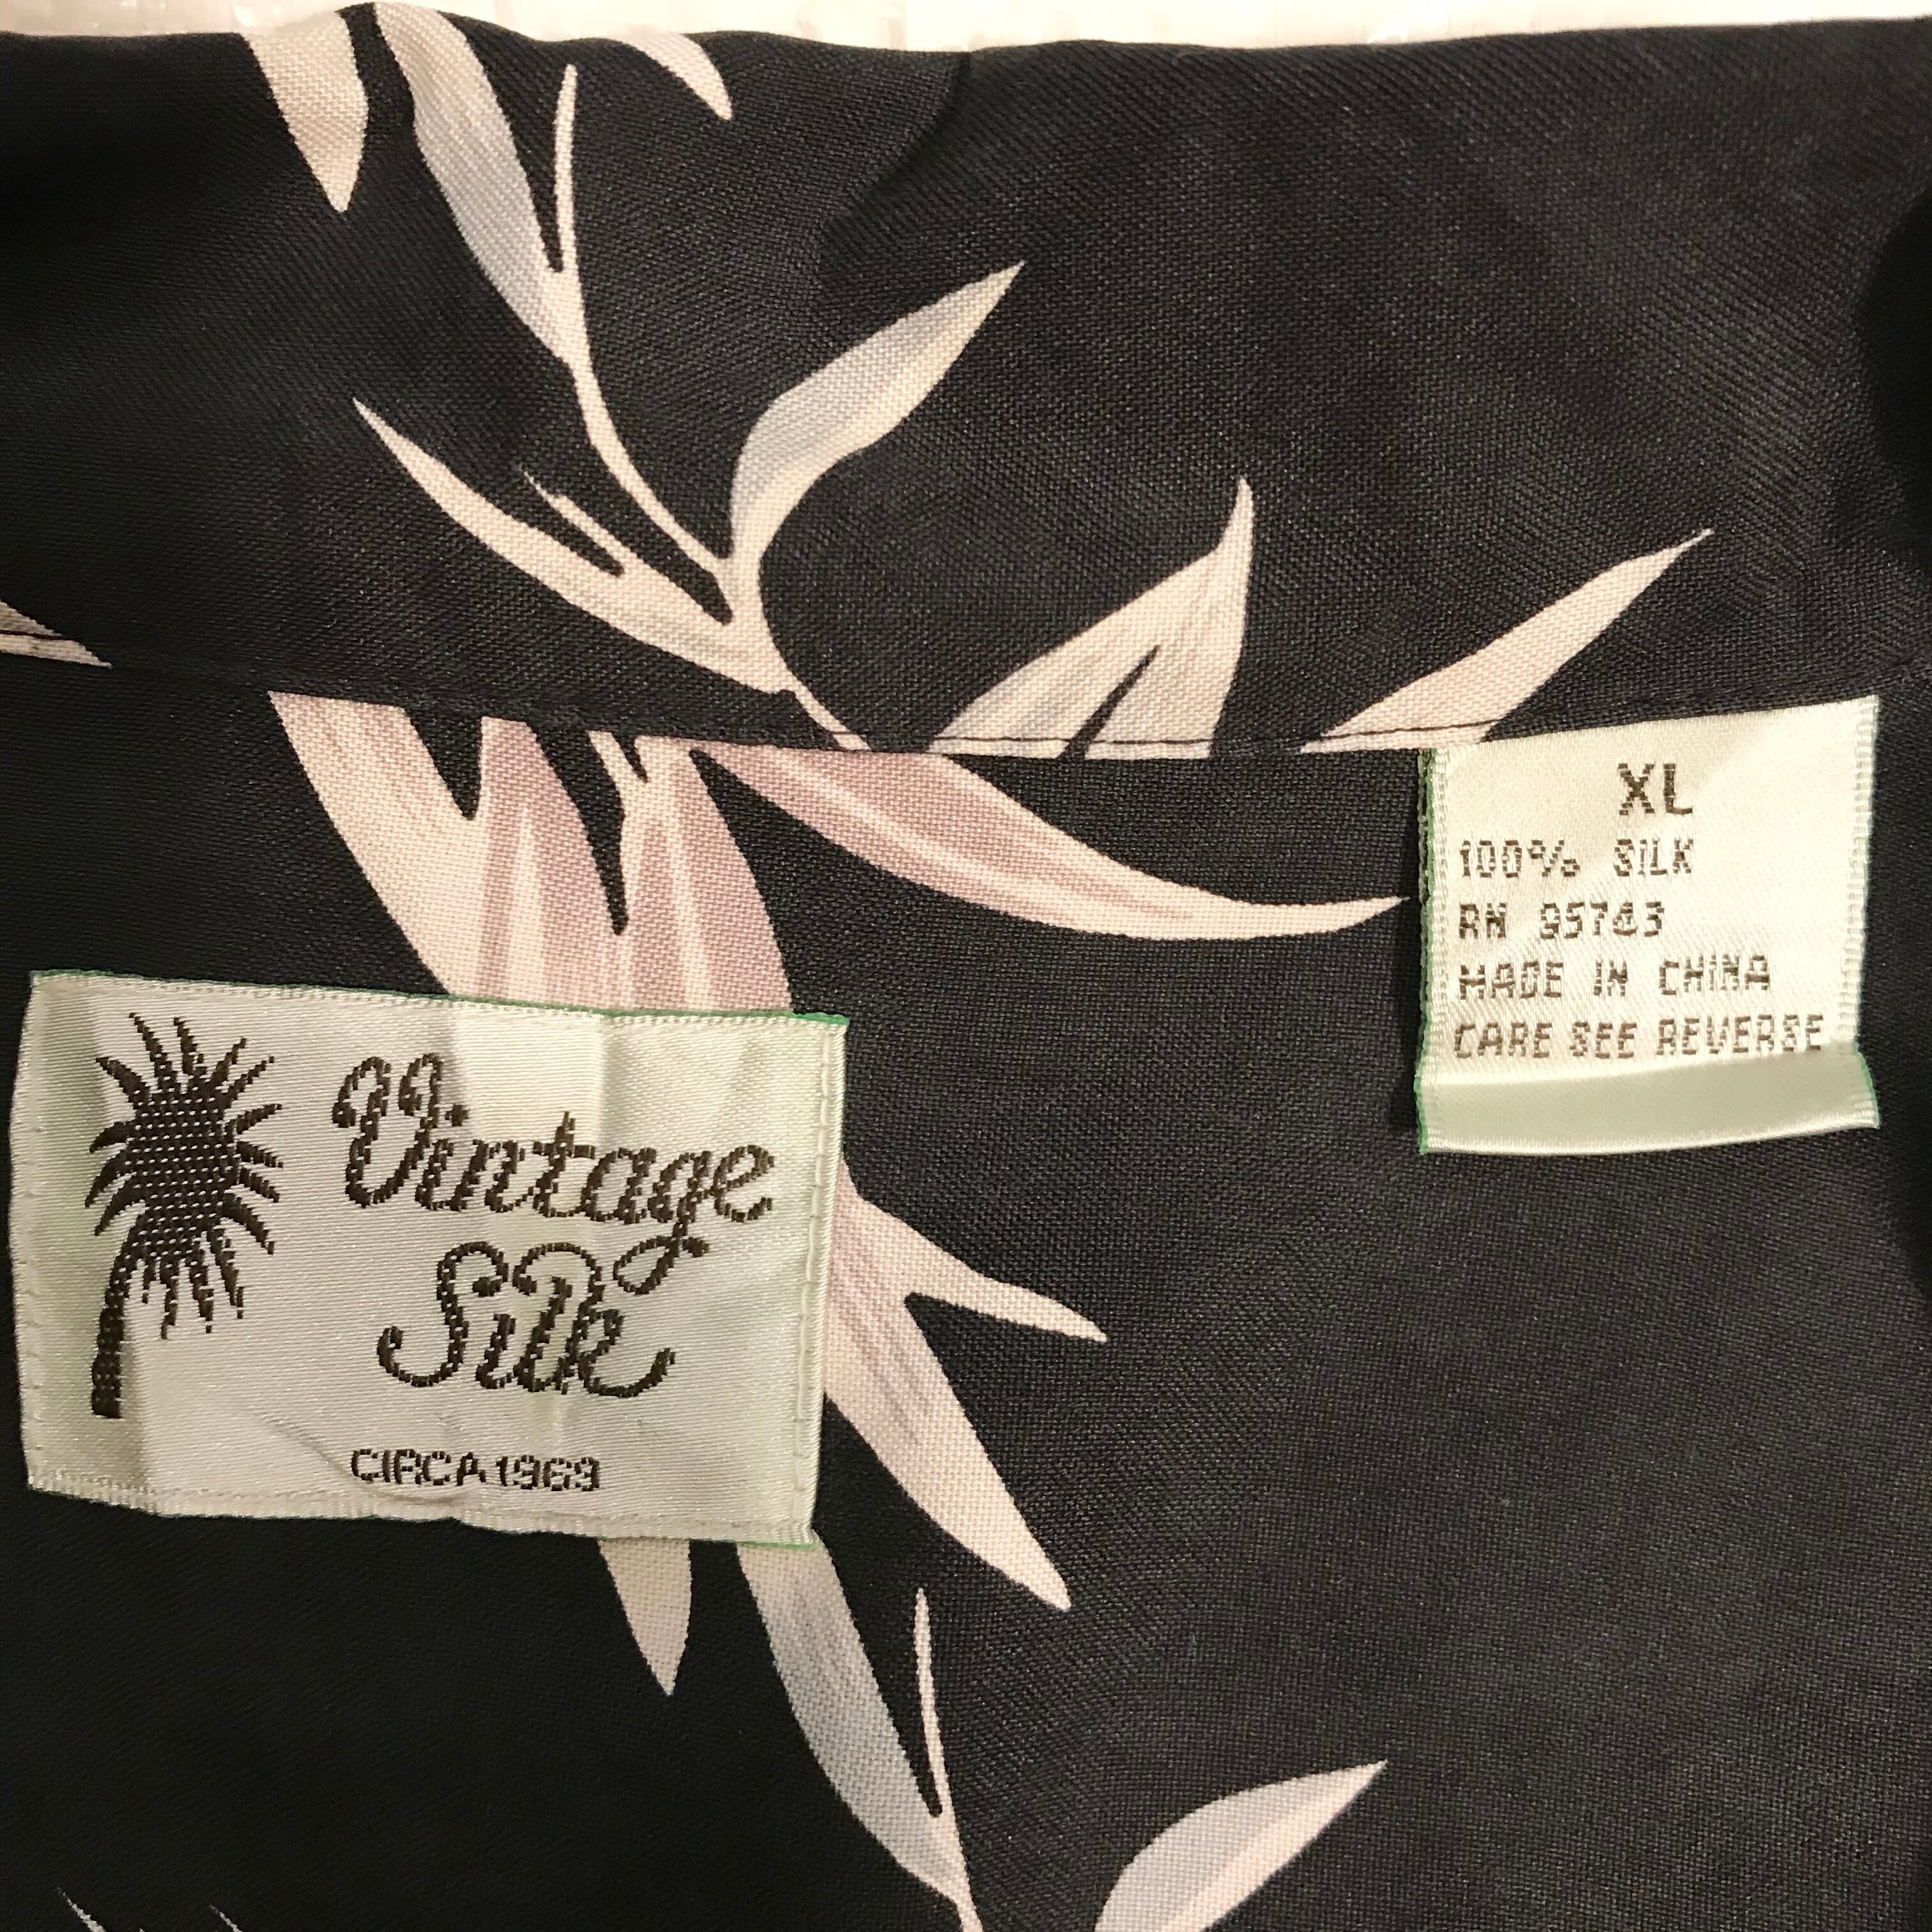 XL
100% SILK
RN 95743
MADE IN CHINA
CARE SEE REVERSE
Vintage
Silk
CIRCA 1969